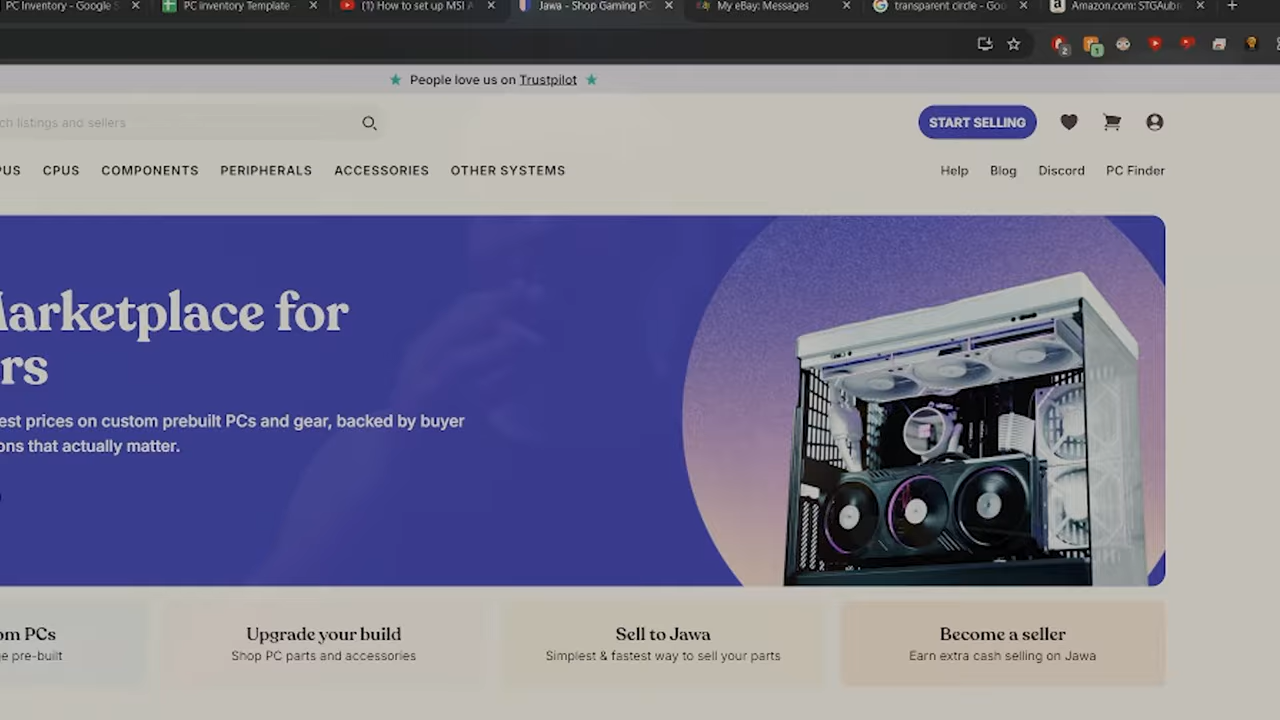 PC Inventory - Google S
PC inventory Template -
(1) How to set up MSI A
Jawa - Shop Gaming PC
My eBay: Messages
transparent circle - Goo
Amazon.com: STGAubr
2
1
People love us on Trustpilot
ch listings and sellers
START SELLING
PUS CPUS COMPONENTS PERIPHERALS ACCESSORIES OTHER SYSTEMS
Help Blog Discord PC Finder
Marketplace for
rs
est prices on custom prebuilt PCs and gear, backed by buyer
ons that actually matter.
om PCs
e pre-built
Upgrade your build
Shop PC parts and accessories
Sell to Jawa
Simplest & fastest way to sell your parts
Become a seller
Earn extra cash selling on Jawa